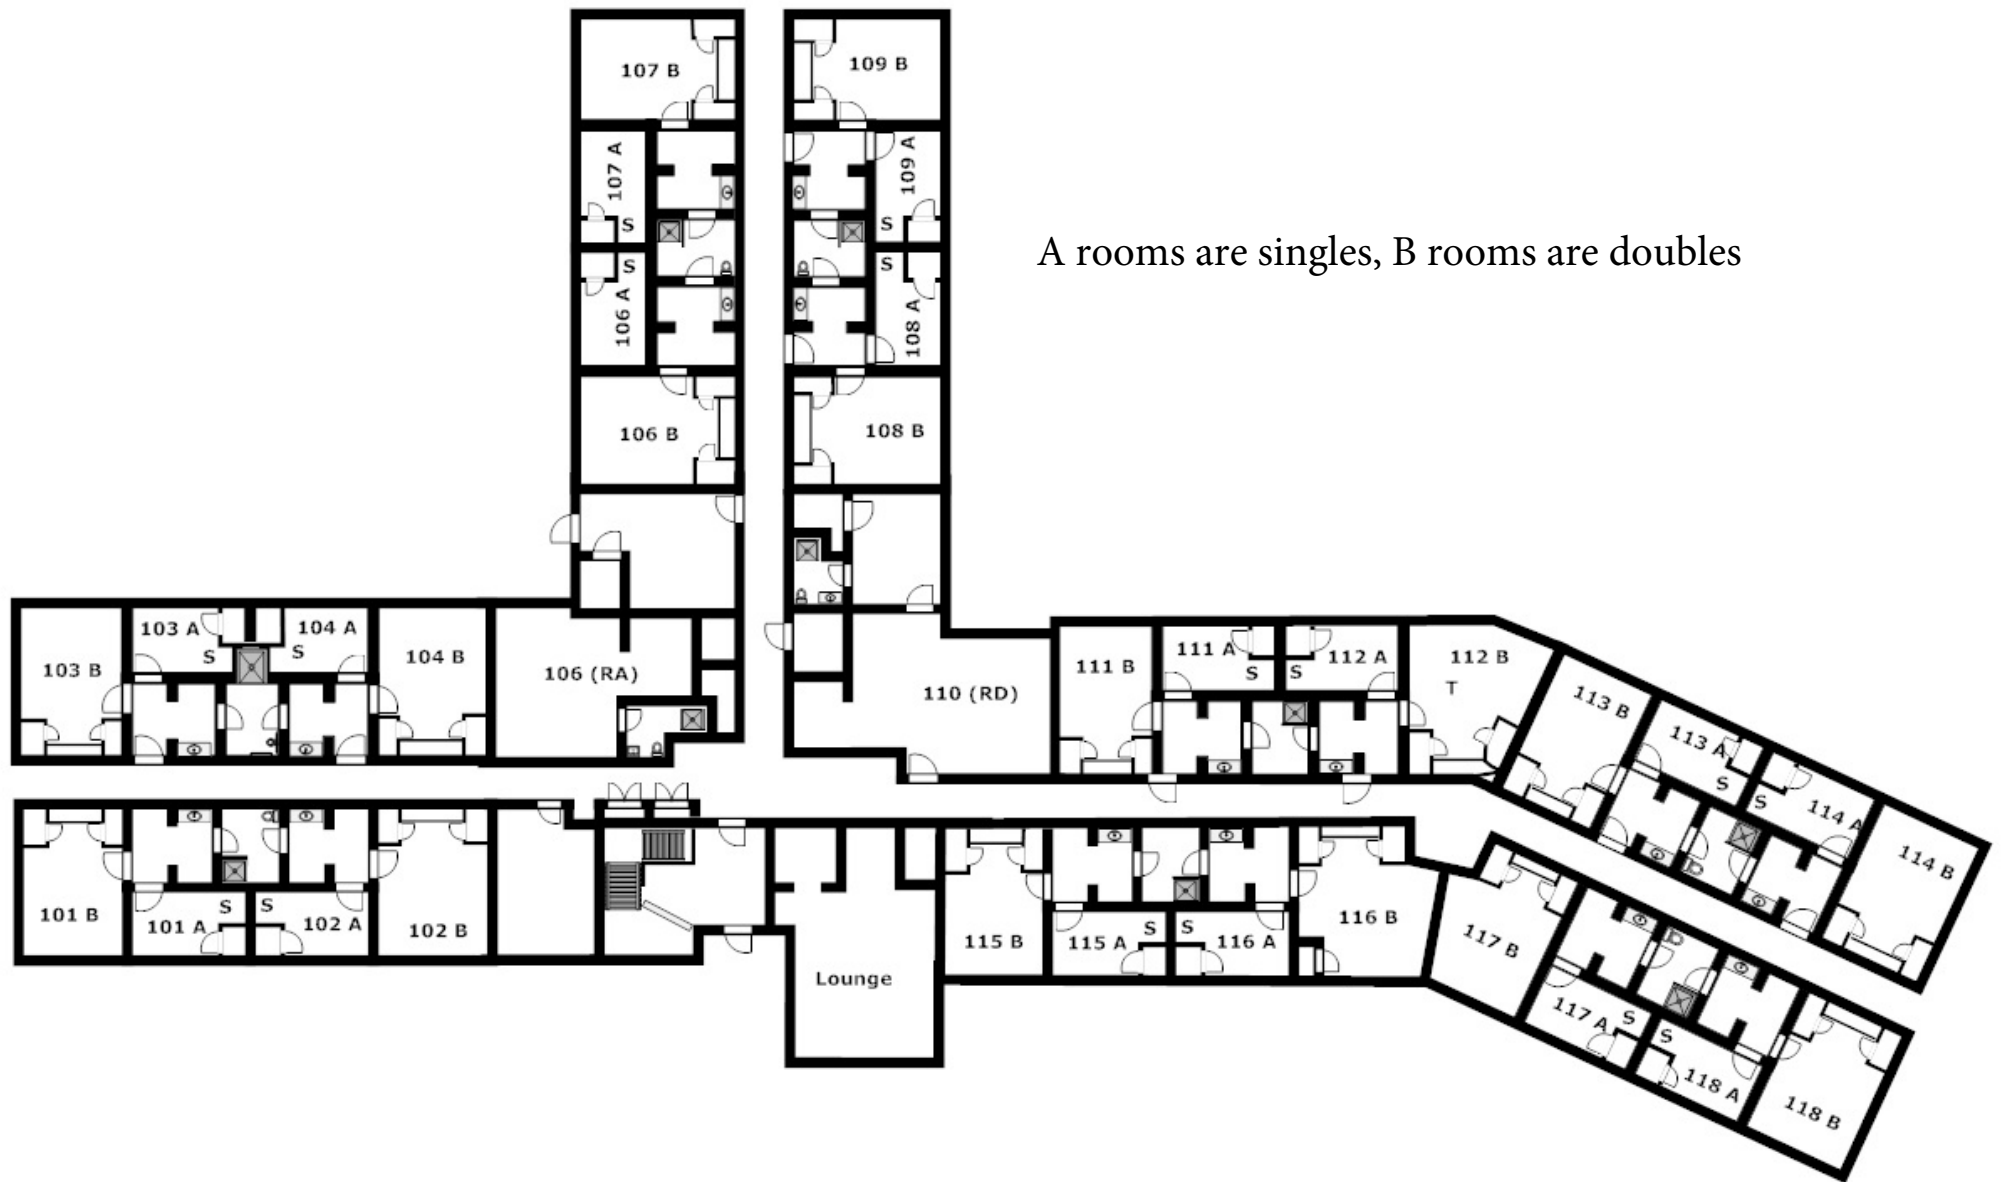 107 B
109 B
107 A
S
109 A
S
A rooms are singles, B rooms are doubles
S
106 A
S
108 A
106 B
108 B
103 B
103 A
S
104 A
S
104 B
106 (RA)
110 (RD)
111 B
111 A
S
112 A
S
112 B
T
113 B
113 A
S
114 A
S
114 B
101 B
101 A
S
102 A
S
102 B
Lounge
115 B
115 A
S
116 A
S
116 B
117 B
117 A
S
118 A
S
118 B